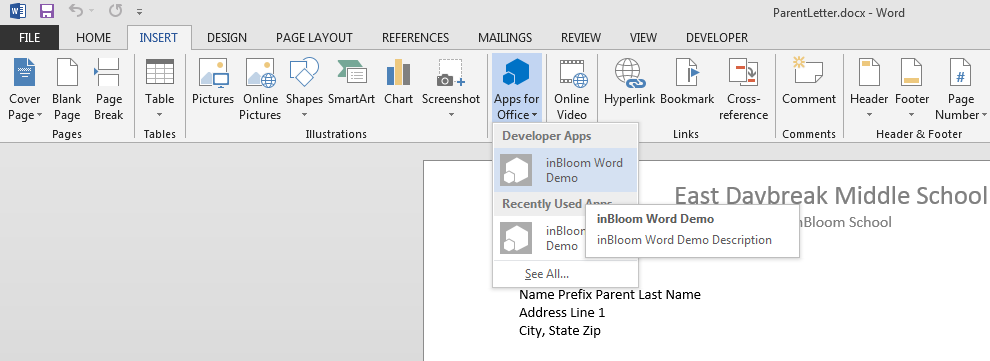 ParentLetter.docx - Word
FILE HOME INSERT DESIGN PAGE LAYOUT REFERENCES MAILINGS REVIEW VIEW DEVELOPER
Cover Page
Blank Page
Page Break
Pages
Table
Tables
Pictures
Online Pictures
Shapes
SmartArt
Chart
Screenshot
Illustrations
Apps for Office
Online Video
Hyperlink
Bookmark
Cross-reference
Links
Comment
Comments
Header
Footer
Page Number
Header & Footer
Developer Apps
inBloom Word
Demo
Recently Used Apps
inBloom
Demo
See All...
inBloom Word Demo
inBloom Word Demo Description
East Daybreak Middle School
nBloom School
Name Prefix Parent Last Name
Address Line 1
City, State Zip